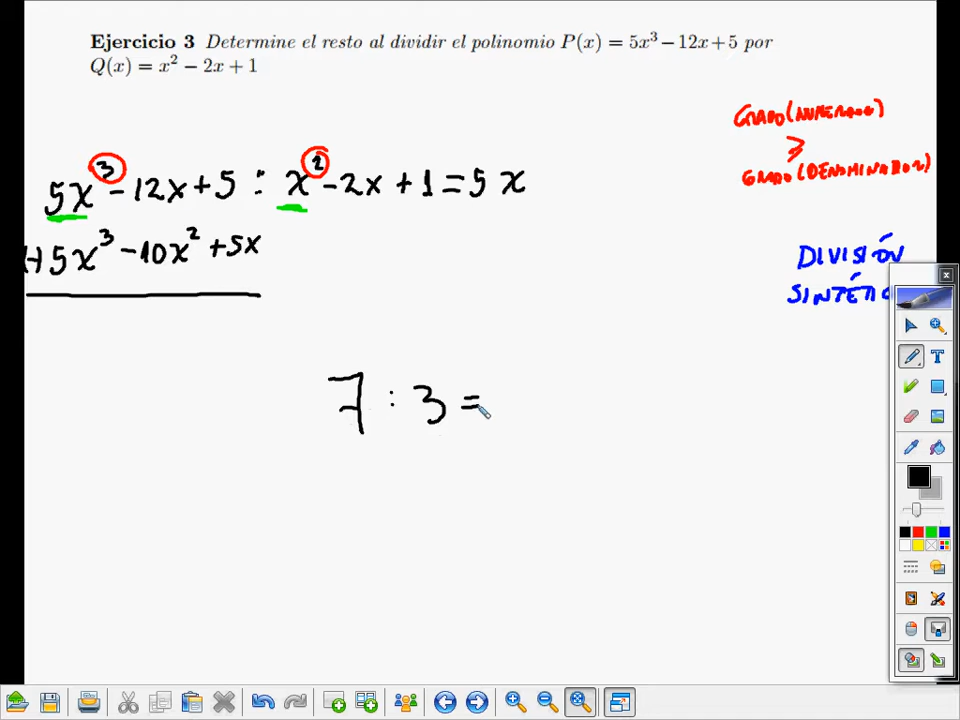 Ejercicio 3 Determine el resto al dividir el polinomio P(x) = 5x³ − 12x + 5 por
Q(x) = x² − 2x + 1
GRADO(NUMERADOR)
≥
GRADO(DENOMINADOR)
5x³ - 12x + 5 : x² - 2x + 1 = 5x
5x³ - 10x² + 5x
DIVISIÓN
7 : 3 =